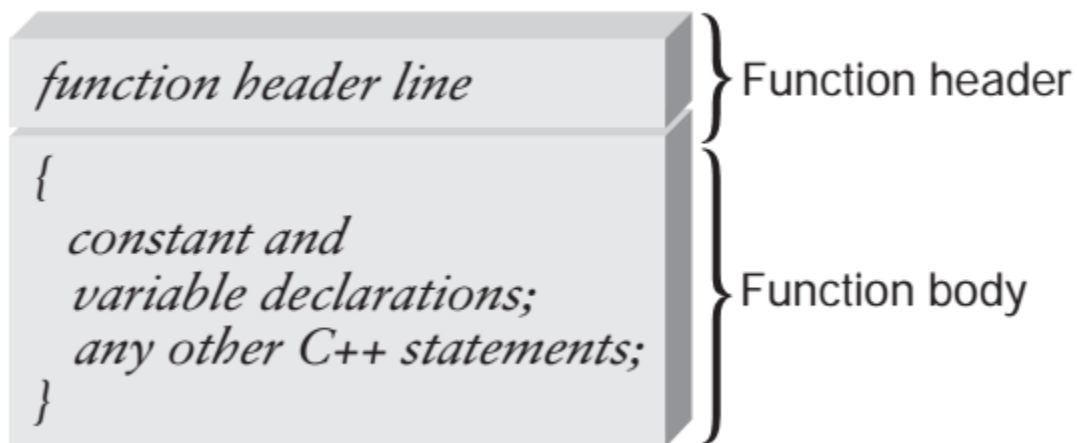 function header line
Function header
{
constant and
variable declarations;
any other C++ statements;
}
Function body